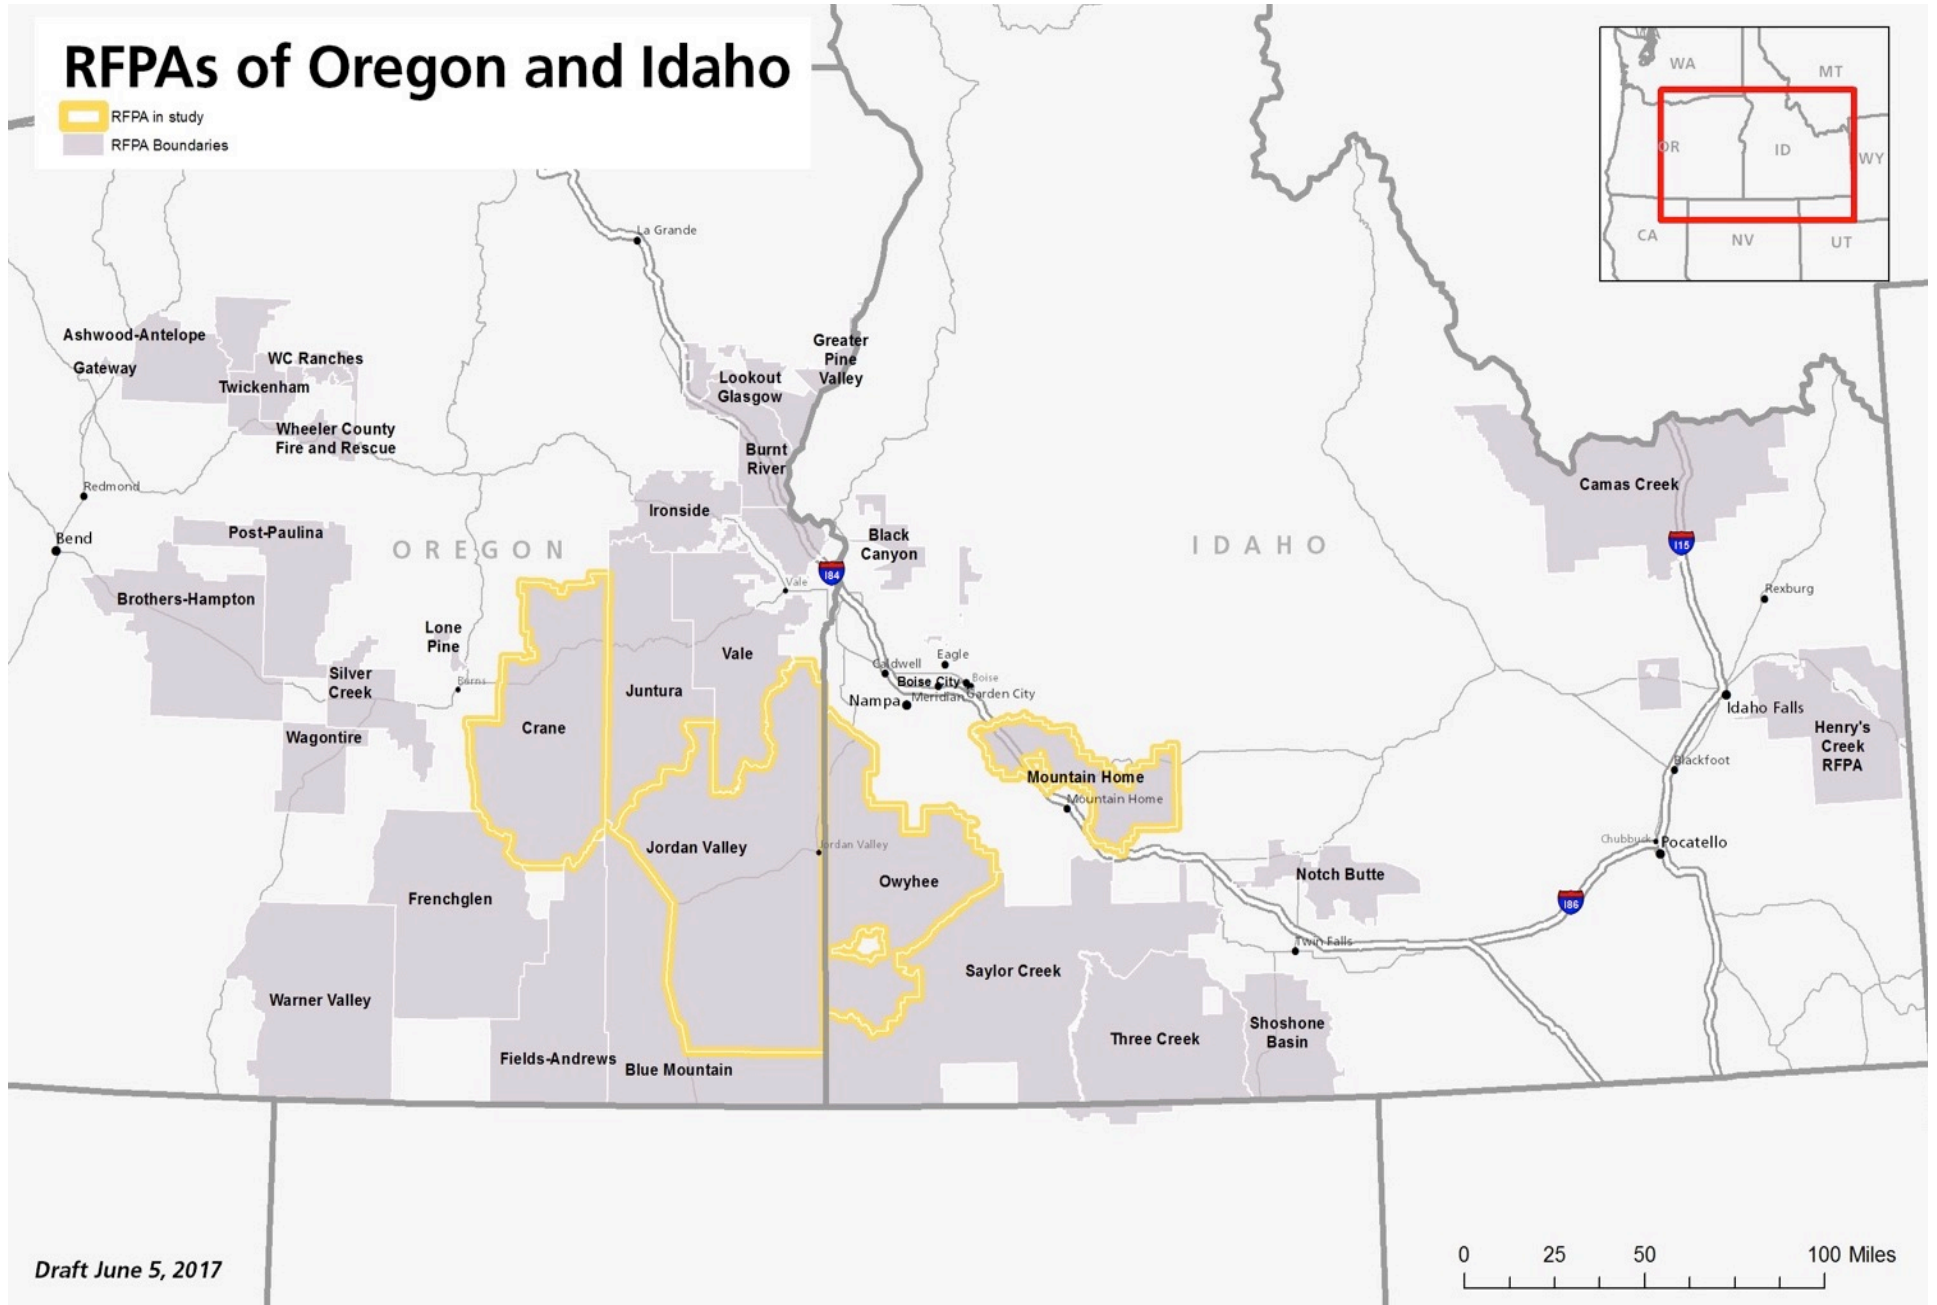 RFPAs of Oregon and Idaho
RFPA in study
RFPA Boundaries
WA
MT
OR
ID
WY
CA
NV
UT
La Grande
Ashwood-Antelope
Gateway
WC Ranches
Twickenham
Wheeler County
Fire and Rescue
Greater
Pine
Valley
Lookout
Glasgow
Burnt
River
Redmond
Bend
Post-Paulina
Brothers-Hampton
OREGON
Ironside
Black
Canyon
IDAHO
Camas Creek
I15
I84
Vale
Rexburg
Lone
Pine
Burns
Silver
Creek
Wagontire
Crane
Juntura
Vale
Eagle
Caldwell
Boise City
Boise
Meridian
Garden City
Nampa
Idaho Falls
Henry's
Creek
RFPA
Blackfoot
Mountain Home
Mountain Home
Jordan Valley
Jordan Valley
Owyhee
Chubbuck
Pocatello
Notch Butte
I86
Twin Falls
Frenchglen
Warner Valley
Saylor Creek
Three Creek
Shoshone
Basin
Fields-Andrews
Blue Mountain
Draft June 5, 2017
0 25 50 100 Miles